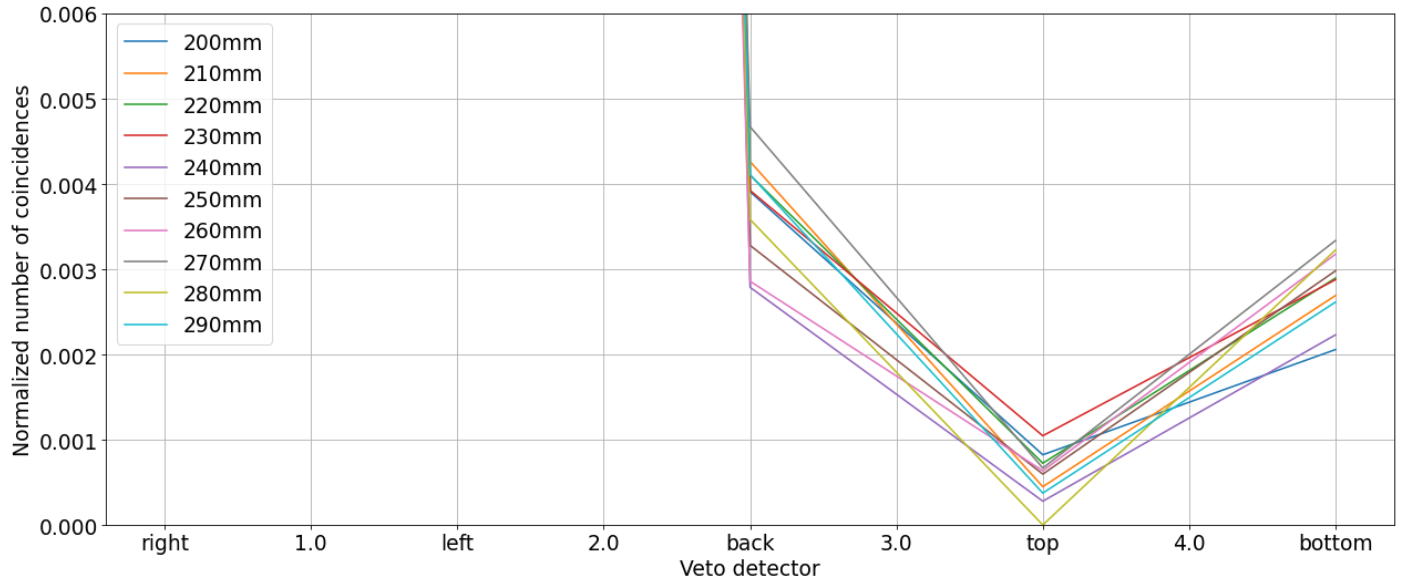 0.006
0.005
0.004
0.003
0.002
0.001
0.000
Normalized number of coincidences
200mm
210mm
220mm
230mm
240mm
250mm
260mm
270mm
280mm
290mm
right 1.0 left 2.0 back 3.0 top 4.0 bottom
Veto detector